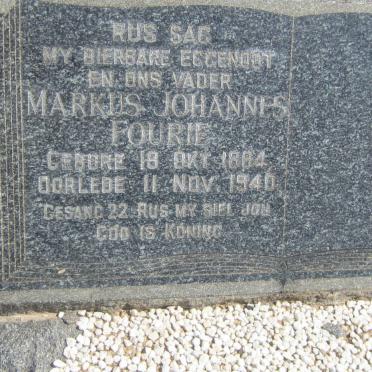 RUS SAG
MY DIERBARE EGGENOOT
EN ONS VADER
MARKUS JOHANNES
FOURIE
GEBORE 18 OKT. 1884
OORLEDE 11 NOV. 1940
GESANG 22 RUS MY SIEL JOU
GOD IS KONING